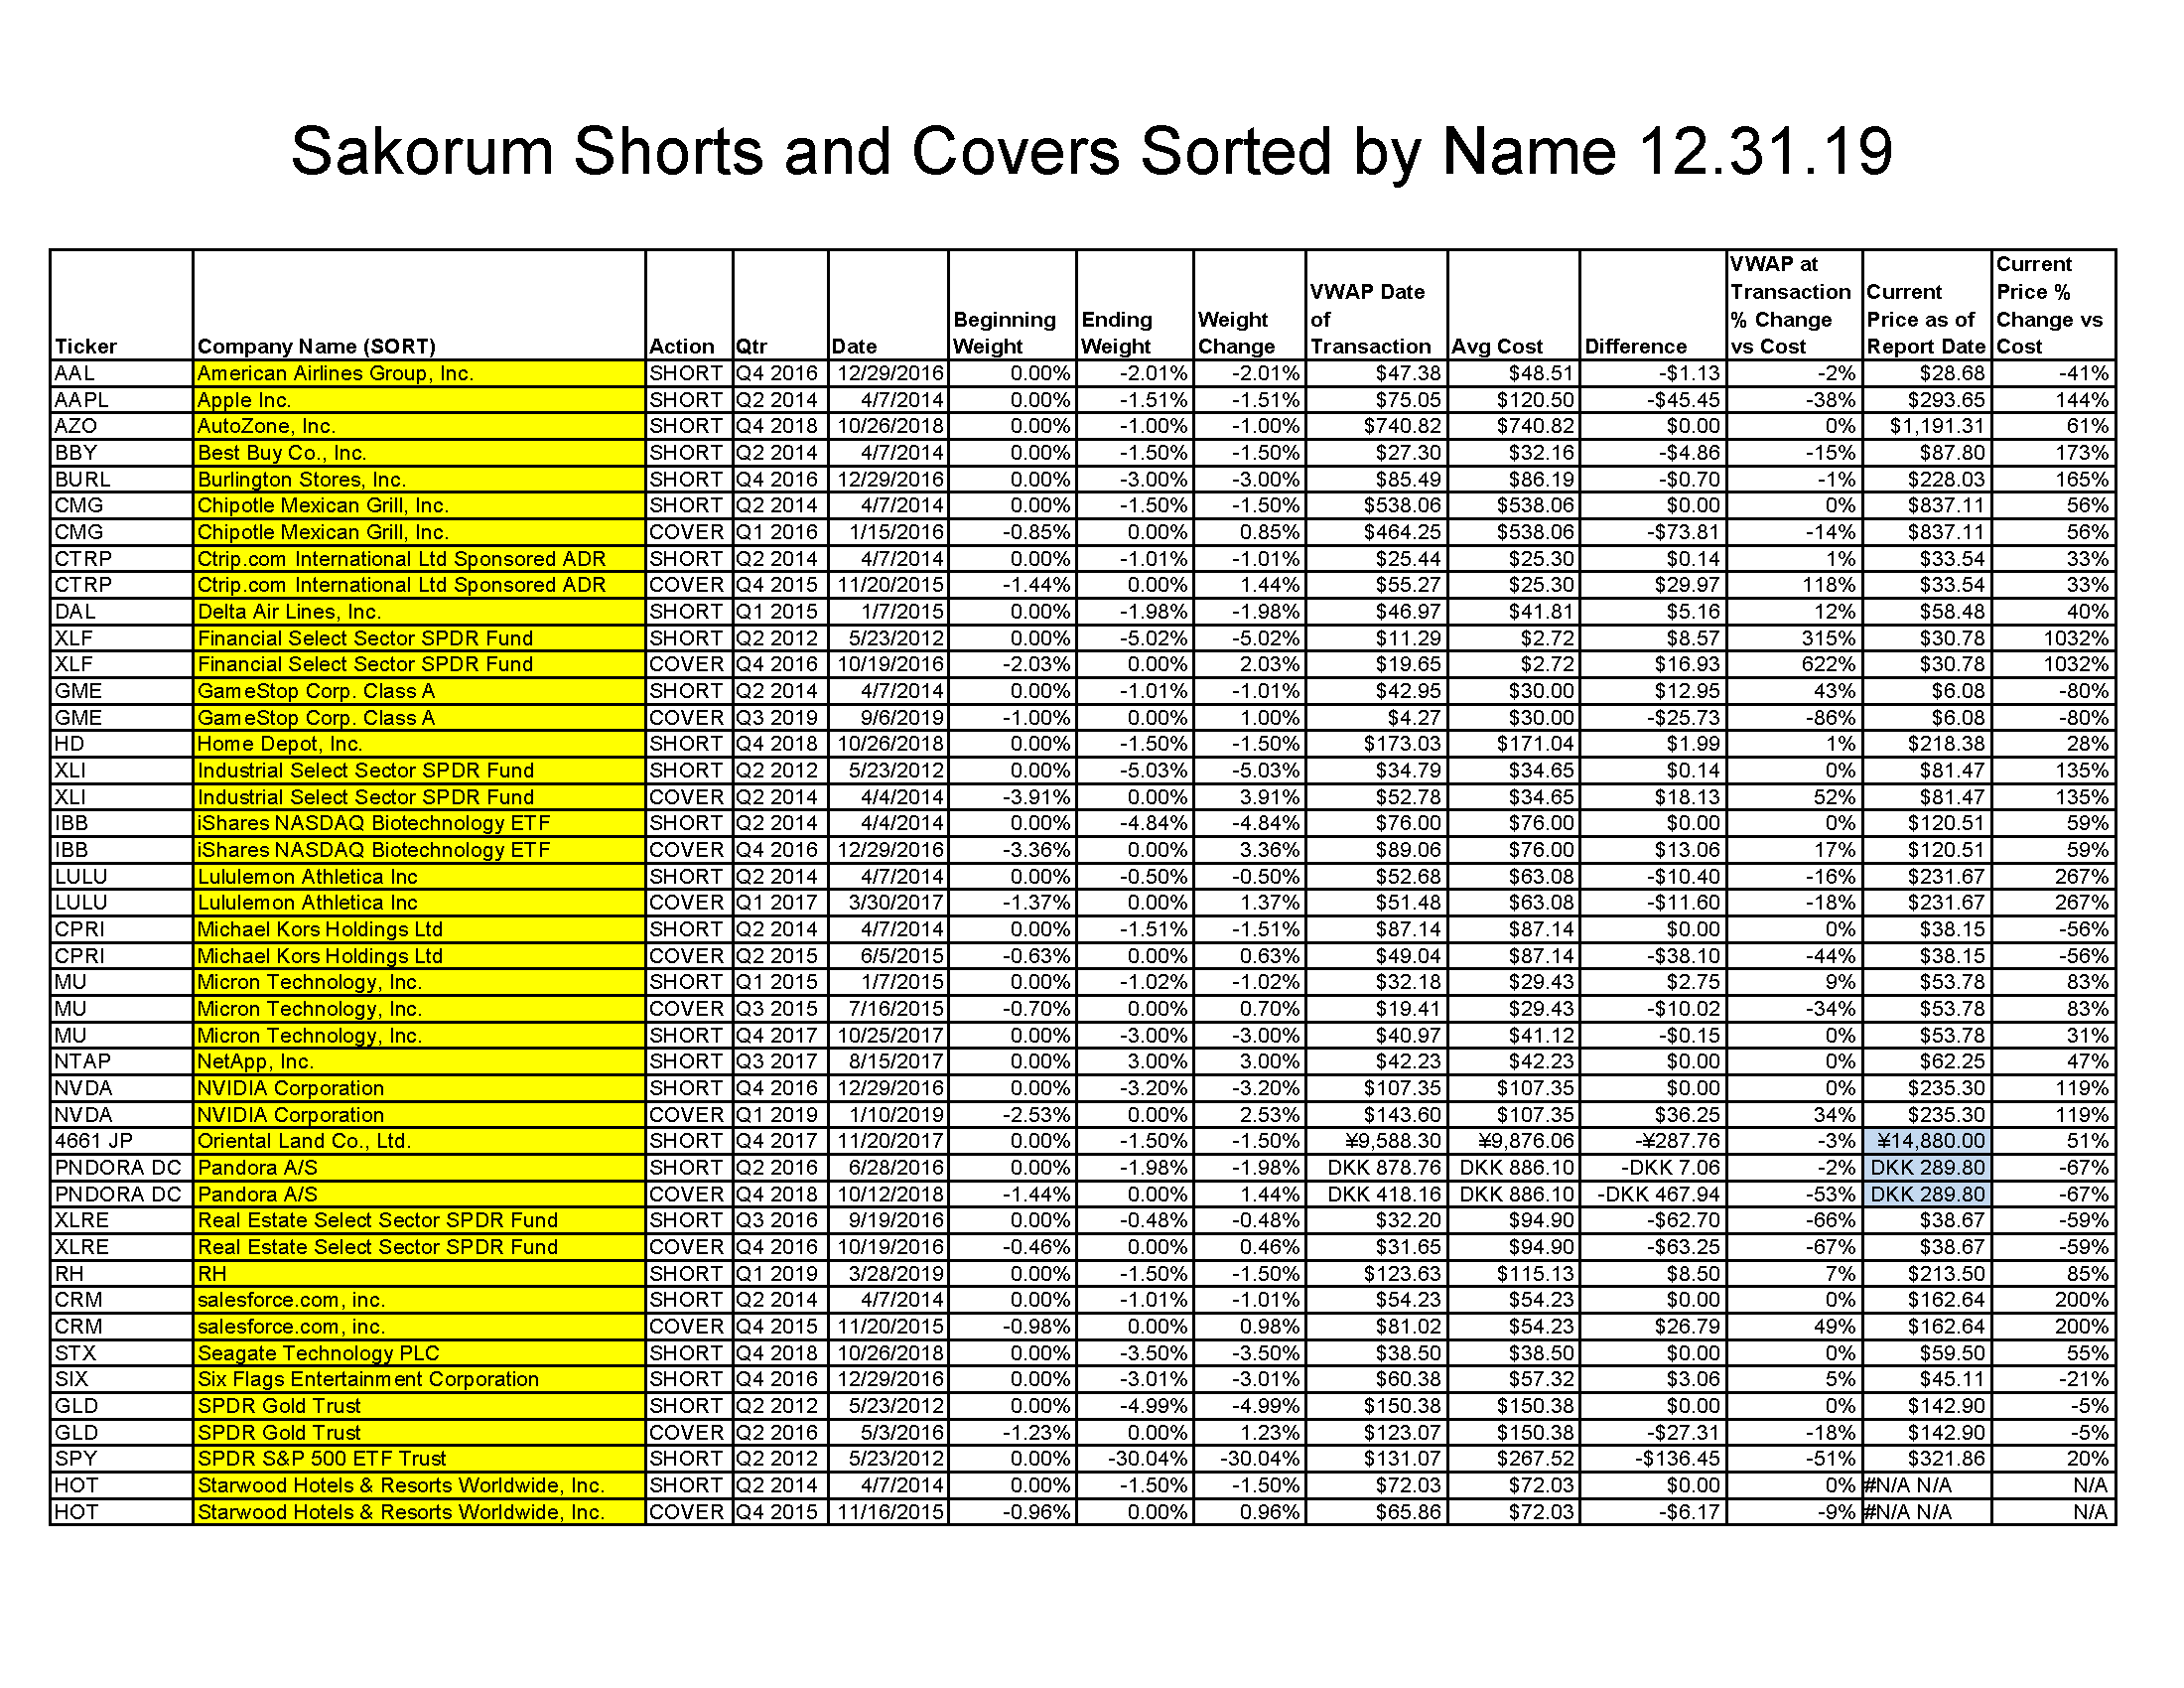 Sakorum Shorts and Covers Sorted by Name 12.31.19
Ticker Company Name (SORT) Action Qtr Date Beginning Weight Ending Weight Weight Change VWAP Date of Transaction Avg Cost Difference VWAP at Transaction % Change vs Cost Current Price as of Report Date Current Price % Change vs Cost
AAL American Airlines Group, Inc. SHORT Q4 2016 12/29/2016 0.00% -2.01% -2.01% $47.38 $48.51 -$1.13 -2% $28.68 -41%
AAPL Apple Inc. SHORT Q2 2014 4/7/2014 0.00% -1.51% -1.51% $75.05 $120.50 -$45.45 -38% $293.65 144%
AZO AutoZone, Inc. SHORT Q4 2018 10/26/2018 0.00% -1.00% -1.00% $740.82 $740.82 $0.00 0% $1,191.31 61%
BBY Best Buy Co., Inc. SHORT Q2 2014 4/7/2014 0.00% -1.50% -1.50% $27.30 $32.16 -$4.86 -15% $87.80 173%
BURL Burlington Stores, Inc. SHORT Q4 2016 12/29/2016 0.00% -3.00% -3.00% $85.49 $86.19 -$0.70 -1% $228.03 165%
CMG Chipotle Mexican Grill, Inc. SHORT Q2 2014 4/7/2014 0.00% -1.50% -1.50% $538.06 $538.06 $0.00 0% $837.11 56%
CMG Chipotle Mexican Grill, Inc. COVER Q1 2016 1/15/2016 -0.85% 0.00% 0.85% $464.25 $538.06 -$73.81 -14% $837.11 56%
CTRP Ctrip.com International Ltd Sponsored ADR SHORT Q2 2014 4/7/2014 0.00% -1.01% -1.01% $25.44 $25.30 $0.14 1% $33.54 33%
CTRP Ctrip.com International Ltd Sponsored ADR COVER Q4 2015 11/20/2015 -1.44% 0.00% 1.44% $55.27 $25.30 $29.97 118% $33.54 33%
DAL Delta Air Lines, Inc. SHORT Q1 2015 1/7/2015 0.00% -1.98% -1.98% $46.97 $41.81 $5.16 12% $58.48 40%
XLF Financial Select Sector SPDR Fund SHORT Q2 2012 5/23/2012 0.00% -5.02% -5.02% $11.29 $2.72 $8.57 315% $30.78 1032%
XLF Financial Select Sector SPDR Fund COVER Q4 2016 10/19/2016 -2.03% 0.00% 2.03% $19.65 $2.72 $16.93 622% $30.78 1032%
GME GameStop Corp. Class A SHORT Q2 2014 4/7/2014 0.00% -1.01% -1.01% $42.95 $30.00 $12.95 43% $6.08 -80%
GME GameStop Corp. Class A COVER Q3 2019 9/6/2019 -1.00% 0.00% 1.00% $4.27 $30.00 -$25.73 -86% $6.08 -80%
HD Home Depot, Inc. SHORT Q4 2018 10/26/2018 0.00% -1.50% -1.50% $173.03 $171.04 $1.99 1% $218.38 28%
XLI Industrial Select Sector SPDR Fund SHORT Q2 2012 5/23/2012 0.00% -5.03% -5.03% $34.79 $34.65 $0.14 0% $81.47 135%
XLI Industrial Select Sector SPDR Fund COVER Q2 2014 4/4/2014 -3.91% 0.00% 3.91% $52.78 $34.65 $18.13 52% $81.47 135%
IBB iShares NASDAQ Biotechnology ETF SHORT Q2 2014 4/4/2014 0.00% -4.84% -4.84% $76.00 $76.00 $0.00 0% $120.51 59%
IBB iShares NASDAQ Biotechnology ETF COVER Q4 2016 12/29/2016 -3.36% 0.00% 3.36% $89.06 $76.00 $13.06 17% $120.51 59%
LULU Lululemon Athletica Inc SHORT Q2 2014 4/7/2014 0.00% -0.50% -0.50% $52.68 $63.08 -$10.40 -16% $231.67 267%
LULU Lululemon Athletica Inc COVER Q1 2017 3/30/2017 -1.37% 0.00% 1.37% $51.48 $63.08 -$11.60 -18% $231.67 267%
CPRI Michael Kors Holdings Ltd SHORT Q2 2014 4/7/2014 0.00% -1.51% -1.51% $87.14 $87.14 $0.00 0% $38.15 -56%
CPRI Michael Kors Holdings Ltd COVER Q2 2015 6/5/2015 -0.63% 0.00% 0.63% $49.04 $87.14 -$38.10 -44% $38.15 -56%
MU Micron Technology, Inc. SHORT Q1 2015 1/7/2015 0.00% -1.02% -1.02% $32.18 $29.43 $2.75 9% $53.78 83%
MU Micron Technology, Inc. COVER Q3 2015 7/16/2015 -0.70% 0.00% 0.70% $19.41 $29.43 -$10.02 -34% $53.78 83%
MU Micron Technology, Inc. SHORT Q4 2017 10/25/2017 0.00% -3.00% -3.00% $40.97 $41.12 -$0.15 0% $53.78 31%
NTAP NetApp, Inc. SHORT Q3 2017 8/15/2017 0.00% 3.00% 3.00% $42.23 $42.23 $0.00 0% $62.25 47%
NVDA NVIDIA Corporation SHORT Q4 2016 12/29/2016 0.00% -3.20% -3.20% $107.35 $107.35 $0.00 0% $235.30 119%
NVDA NVIDIA Corporation COVER Q1 2019 1/10/2019 -2.53% 0.00% 2.53% $143.60 $107.35 $36.25 34% $235.30 119%
4661 JP Oriental Land Co., Ltd. SHORT Q4 2017 11/20/2017 0.00% -1.50% -1.50% ¥9,588.30 ¥9,876.06 -¥287.76 -3% ¥14,880.00 51%
PNDORA DC Pandora A/S SHORT Q2 2016 6/28/2016 0.00% -1.98% -1.98% DKK 878.76 DKK 886.10 -DKK 7.06 -2% DKK 289.80 -67%
PNDORA DC Pandora A/S COVER Q4 2018 10/12/2018 -1.44% 0.00% 1.44% DKK 418.16 DKK 886.10 -DKK 467.94 -53% DKK 289.80 -67%
XLRE Real Estate Select Sector SPDR Fund SHORT Q3 2016 9/19/2016 0.00% -0.48% -0.48% $32.20 $94.90 -$62.70 -66% $38.67 -59%
XLRE Real Estate Select Sector SPDR Fund COVER Q4 2016 10/19/2016 -0.46% 0.00% 0.46% $31.65 $94.90 -$63.25 -67% $38.67 -59%
RH RH SHORT Q1 2019 3/28/2019 0.00% -1.50% -1.50% $123.63 $115.13 $8.50 7% $213.50 85%
CRM salesforce.com, inc. SHORT Q2 2014 4/7/2014 0.00% -1.01% -1.01% $54.23 $54.23 $0.00 0% $162.64 200%
CRM salesforce.com, inc. COVER Q4 2015 11/20/2015 -0.98% 0.00% 0.98% $81.02 $54.23 $26.79 49% $162.64 200%
STX Seagate Technology PLC SHORT Q4 2018 10/26/2018 0.00% -3.50% -3.50% $38.50 $38.50 $0.00 0% $59.50 55%
SIX Six Flags Entertainment Corporation SHORT Q4 2016 12/29/2016 0.00% -3.01% -3.01% $60.38 $57.32 $3.06 5% $45.11 -21%
GLD SPDR Gold Trust SHORT Q2 2012 5/23/2012 0.00% -4.99% -4.99% $150.38 $150.38 $0.00 0% $142.90 -5%
GLD SPDR Gold Trust COVER Q2 2016 5/3/2016 -1.23% 0.00% 1.23% $123.07 $150.38 -$27.31 -18% $142.90 -5%
SPY SPDR S&P 500 ETF Trust SHORT Q2 2012 5/23/2012 0.00% -30.04% -30.04% $131.07 $267.52 -$136.45 -51% $321.86 20%
HOT Starwood Hotels & Resorts Worldwide, Inc. SHORT Q2 2014 4/7/2014 0.00% -1.50% -1.50% $72.03 $72.03 $0.00 0% #N/A N/A N/A
HOT Starwood Hotels & Resorts Worldwide, Inc. COVER Q4 2015 11/16/2015 -0.96% 0.00% 0.96% $65.86 $72.03 -$6.17 -9% #N/A N/A N/A